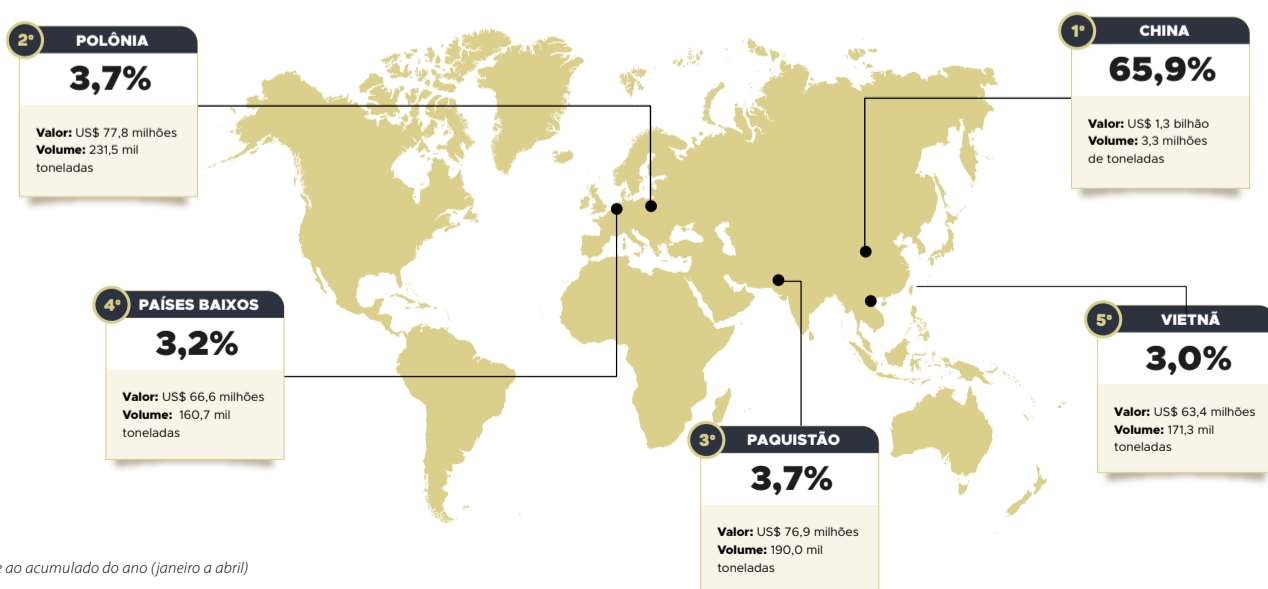 2º
POLÔNIA
3,7%
Valor: US$ 77,8 milhões
Volume: 231,5 mil
toneladas
1º
CHINA
65,9%
Valor: US$ 1,3 bilhão
Volume: 3,3 milhões
de toneladas
4º
PAÍSES BAIXOS
3,2%
Valor: US$ 66,6 milhões
Volume: 160,7 mil
toneladas
5º
VIETNÃ
3,0%
Valor: US$ 63,4 milhões
Volume: 171,3 mil
toneladas
3º
PAQUISTÃO
3,7%
Valor: US$ 76,9 milhões
Volume: 190,0 mil
toneladas
ao acumulado do ano (janeiro a abril)